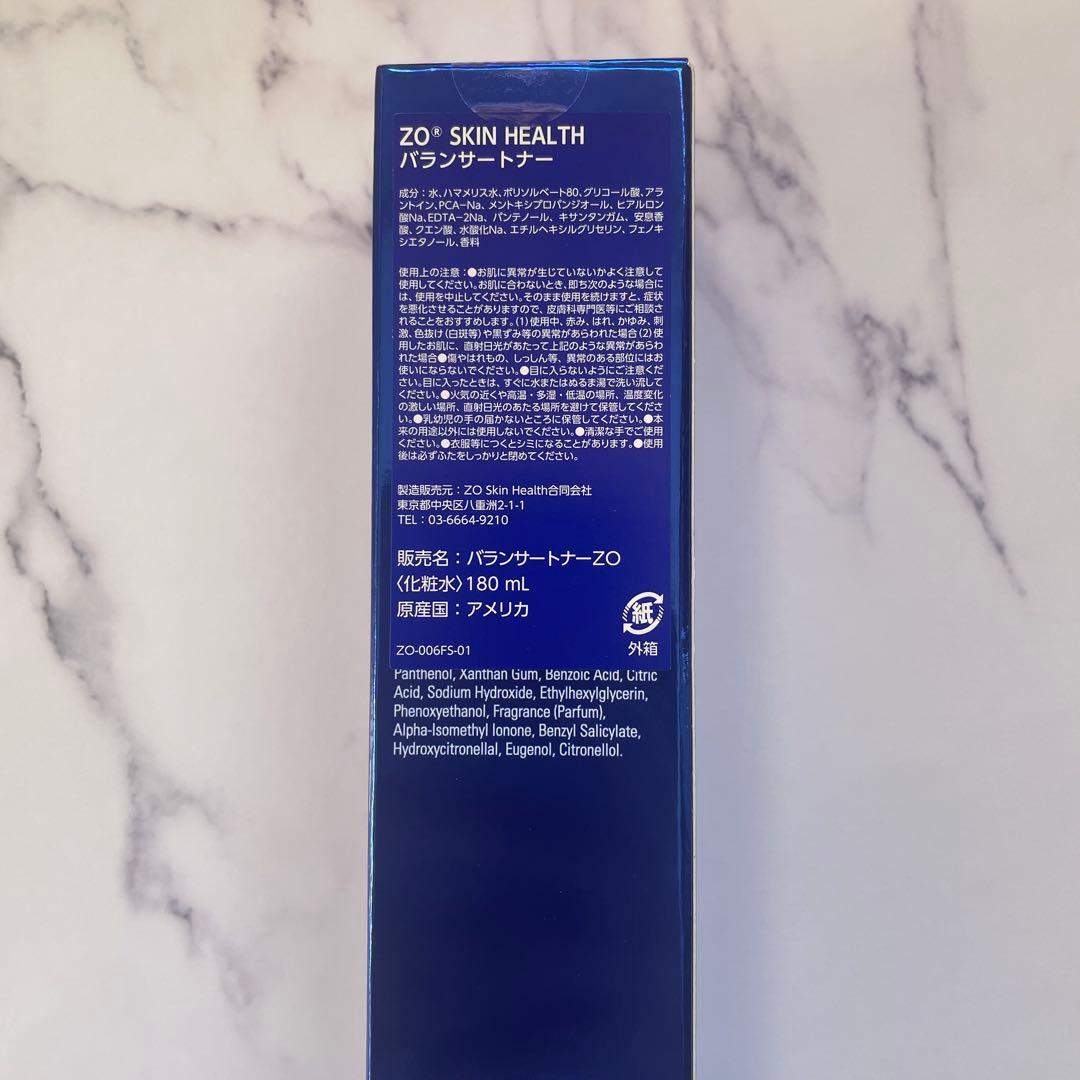 ZO® SKIN HEALTH
バランサートナー
成分：水、ハマメリス水、ポリソルベート80、グリコール酸、アラ
ントイン、PCA−Na、メントキシプロパンジオール、ヒアルロン
酸Na、EDTA−2Na、パンテノール、キサンタンガム、安息香
酸、クエン酸、水酸化Na、エチルヘキシルグリセリン、フェノキ
シエタノール、香料
使用上の注意：●お肌に異常が生じていないかよく注意して
使用してください。お肌に合わないとき、即ち次のような場合に
は、使用を中止してください。そのまま使用を続けますと、症状
を悪化させることがありますので、皮膚科専門医等にご相談さ
れることをおすすめします。(1)使用中、赤み、はれ、かゆみ、刺
激、色抜け(白斑等)や黒ずみ等の異常があらわれた場合(2)使
用したお肌に、直射日光があたって上記のような異常があらわ
れた場合●傷やはれもの、しっしん等、異常のある部位にはお
使いにならないでください。●目に入らないようにご注意くだ
さい。目に入ったときは、すぐに水またはぬるま湯で洗い流して
ください。●火気の近くや高温・多湿・低温の場所、温度変化
の激しい場所、直射日光のあたる場所を避けて保管してくださ
い。●乳幼児の手の届かないところに保管してください。●本
来の用途以外には使用しないでください。●清潔な手でご使用
ください。●衣服等につくとシミになることがあります。●使用
後は必ずふたをしっかりと閉めてください。
製造販売元：ZO Skin Health合同会社
東京都中央区八重洲2-1-1
TEL：03-6664-9210
販売名：バランサートナーZO
〈化粧水〉180 mL
原産国：アメリカ
紙
ZO-006FS-01 外箱
Panthenol, Xanthan Gum, Benzoic Acid, Citric
Acid, Sodium Hydroxide, Ethylhexylglycerin,
Phenoxyethanol, Fragrance (Parfum),
Alpha-Isomethyl Ionone, Benzyl Salicylate,
Hydroxycitronellal, Eugenol, Citronellol.